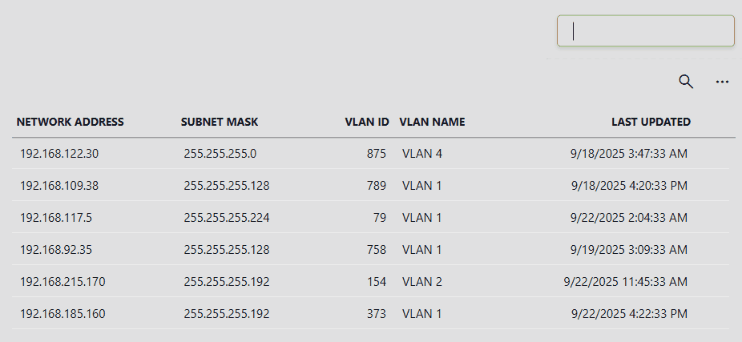 NETWORK ADDRESS SUBNET MASK VLAN ID VLAN NAME LAST UPDATED
192.168.122.30 255.255.255.0 875 VLAN 4 9/18/2025 3:47:33 AM
192.168.109.38 255.255.255.128 789 VLAN 1 9/18/2025 4:20:33 PM
192.168.117.5 255.255.255.224 79 VLAN 1 9/22/2025 2:04:33 AM
192.168.92.35 255.255.255.128 758 VLAN 1 9/19/2025 3:09:33 AM
192.168.215.170 255.255.255.192 154 VLAN 2 9/22/2025 11:45:33 AM
192.168.185.160 255.255.255.192 373 VLAN 1 9/22/2025 4:22:33 PM